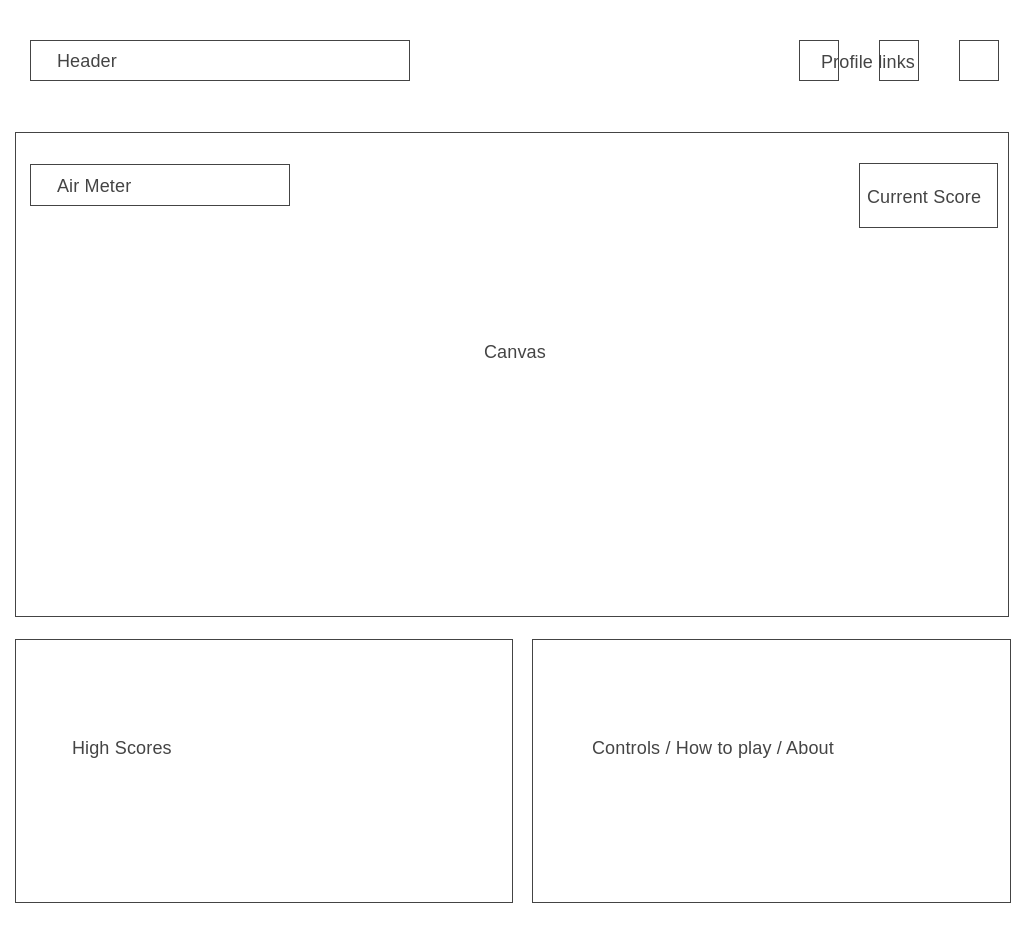 Header
Profile links
Air Meter
Current Score
Canvas
High Scores
Controls / How to play / About